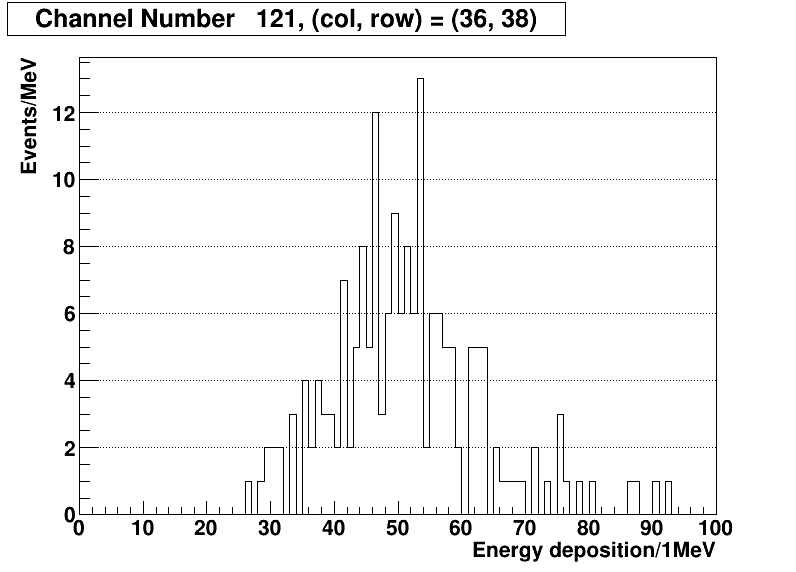 Channel Number 121, (col, row) = (36, 38)
Events/MeV
12
10
8
6
4
2
0
0 10 20 30 40 50 60 70 80 90 100
Energy deposition/1MeV